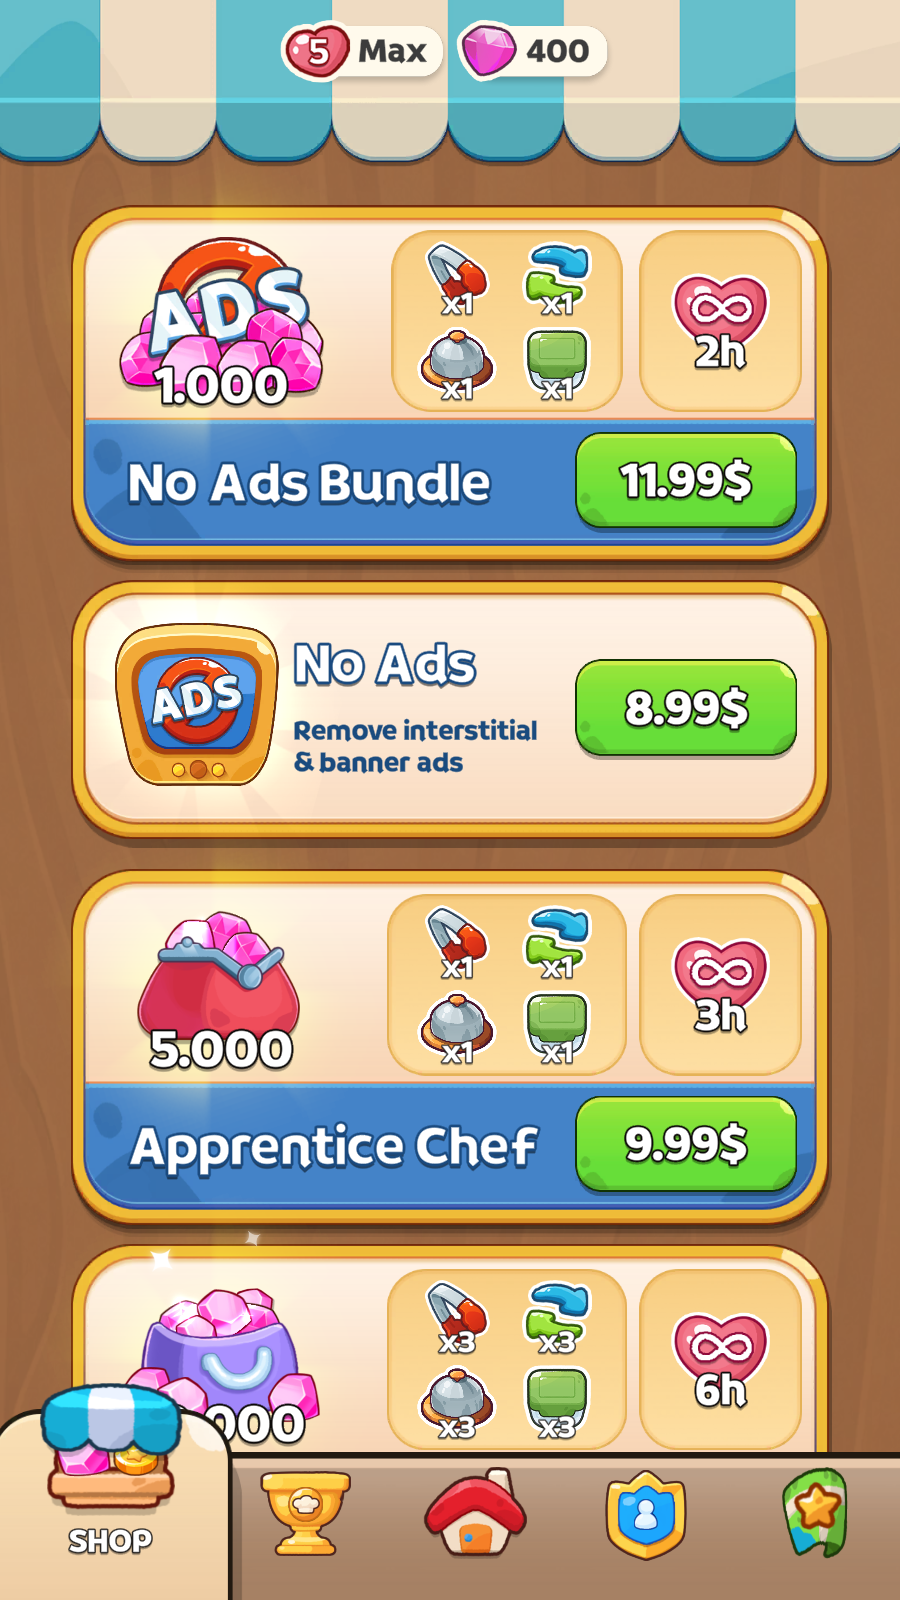 5 Max 400
ADS
1.000
x1 x1
x1 x1
2h
No Ads Bundle 11.99$
ADS
No Ads
Remove interstitial
& banner ads
8.99$
5.000
x1 x1
x1 x1
3h
Apprentice Chef 9.99$
000
x3 x3
x3 x3
6h
SHOP